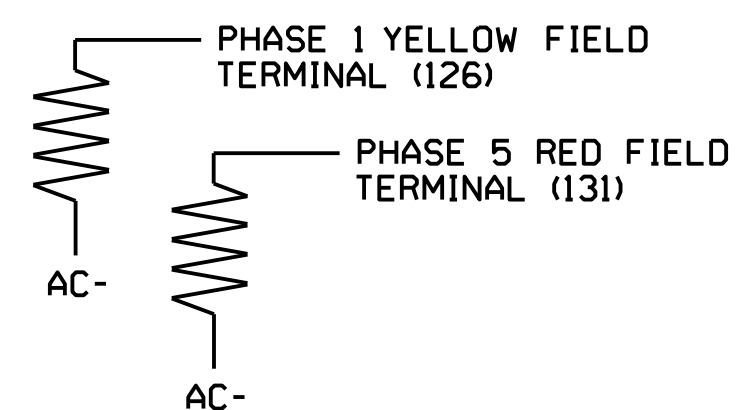 PHASE 1 YELLOW FIELD
TERMINAL (126)
PHASE 5 RED FIELD
TERMINAL (131)
AC-
AC-